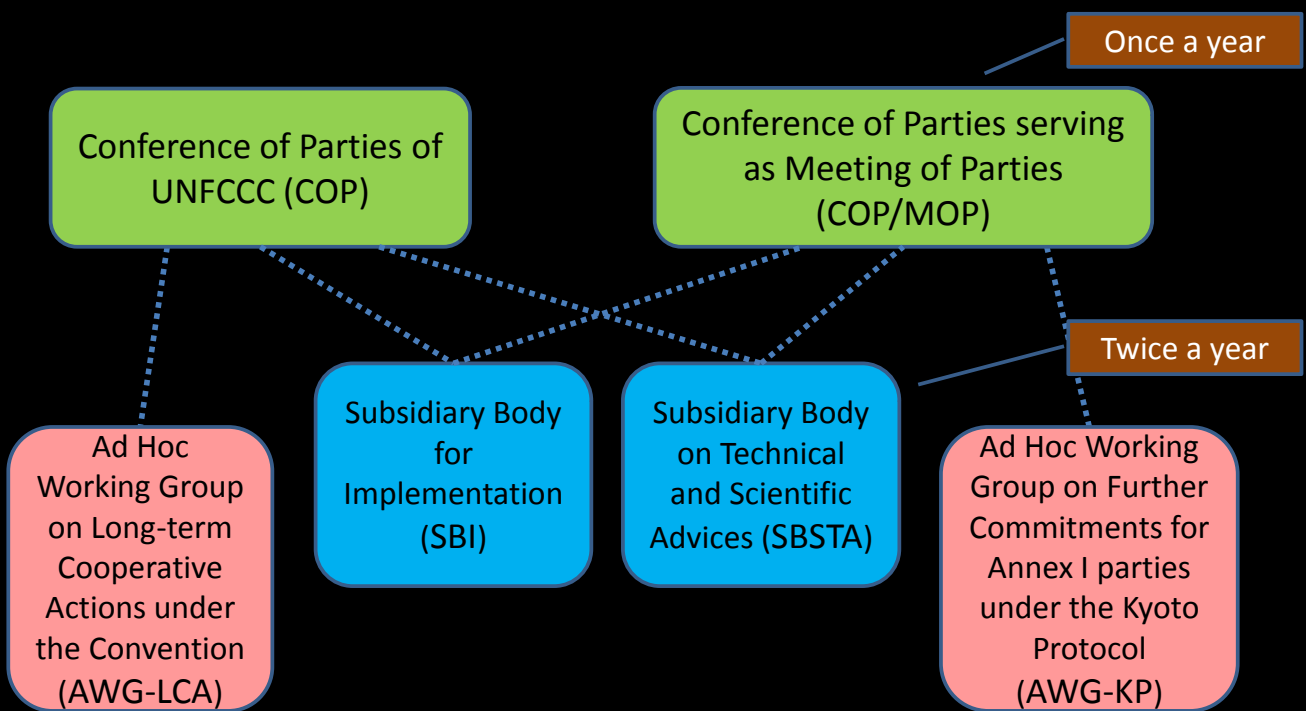 Once a year
Conference of Parties of
UNFCCC (COP)
Conference of Parties serving
as Meeting of Parties
(COP/MOP)
Twice a year
Ad Hoc
Working Group
on Long-term
Cooperative
Actions under
the Convention
(AWG-LCA)
Subsidiary Body
for
Implementation
(SBI)
Subsidiary Body
on Technical
and Scientific
Advices (SBSTA)
Ad Hoc Working
Group on Further
Commitments for
Annex I parties
under the Kyoto
Protocol
(AWG-KP)